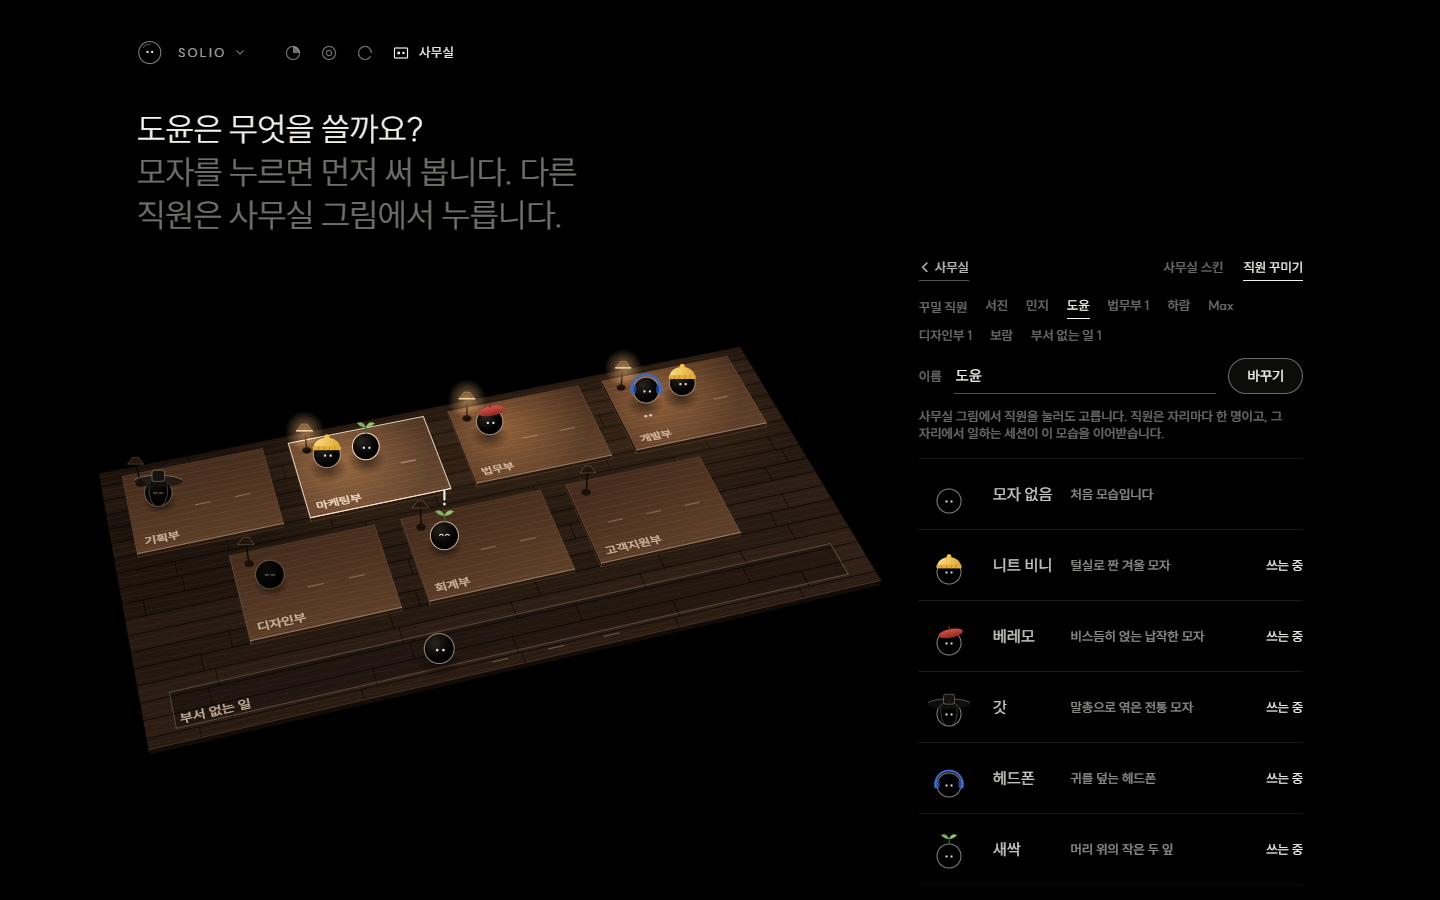 SOLIO
사무실
도윤은 무엇을 쓸까요?
모자를 누르면 먼저 써 봅니다. 다른
직원은 사무실 그림에서 누릅니다.
사무실
사무실 스킨
직원 꾸미기
꾸밀 직원 서진 민지 도윤 법무부 1 하람 Max
디자인부 1 보람 부서 없는 일 1
이름 도윤 바꾸기
사무실 그림에서 직원을 눌러도 고릅니다. 직원은 자리마다 한 명이고, 그
자리에서 일하는 세션이 이 모습을 이어받습니다.
모자 없음 처음 모습입니다
니트 비니 털실로 짠 겨울 모자 쓰는 중
베레모 비스듬히 얹는 납작한 모자 쓰는 중
갓 말총으로 엮은 전통 모자 쓰는 중
헤드폰 귀를 덮는 헤드폰 쓰는 중
새싹 머리 위의 작은 두 잎 쓰는 중
기획부
마케팅부
법무부
개발부
디자인부
회계부
고객지원부
부서 없는 일
!